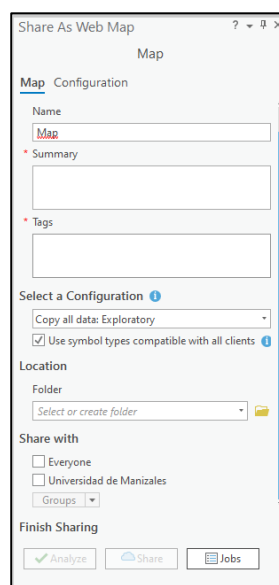 Share As Web Map
Map
Map Configuration
Name
Map
* Summary
* Tags
Select a Configuration
Copy all data: Exploratory
Use symbol types compatible with all clients
Location
Folder
Select or create folder
Share with
Everyone
Universidad de Manizales
Groups
Finish Sharing
Analyze Share Jobs